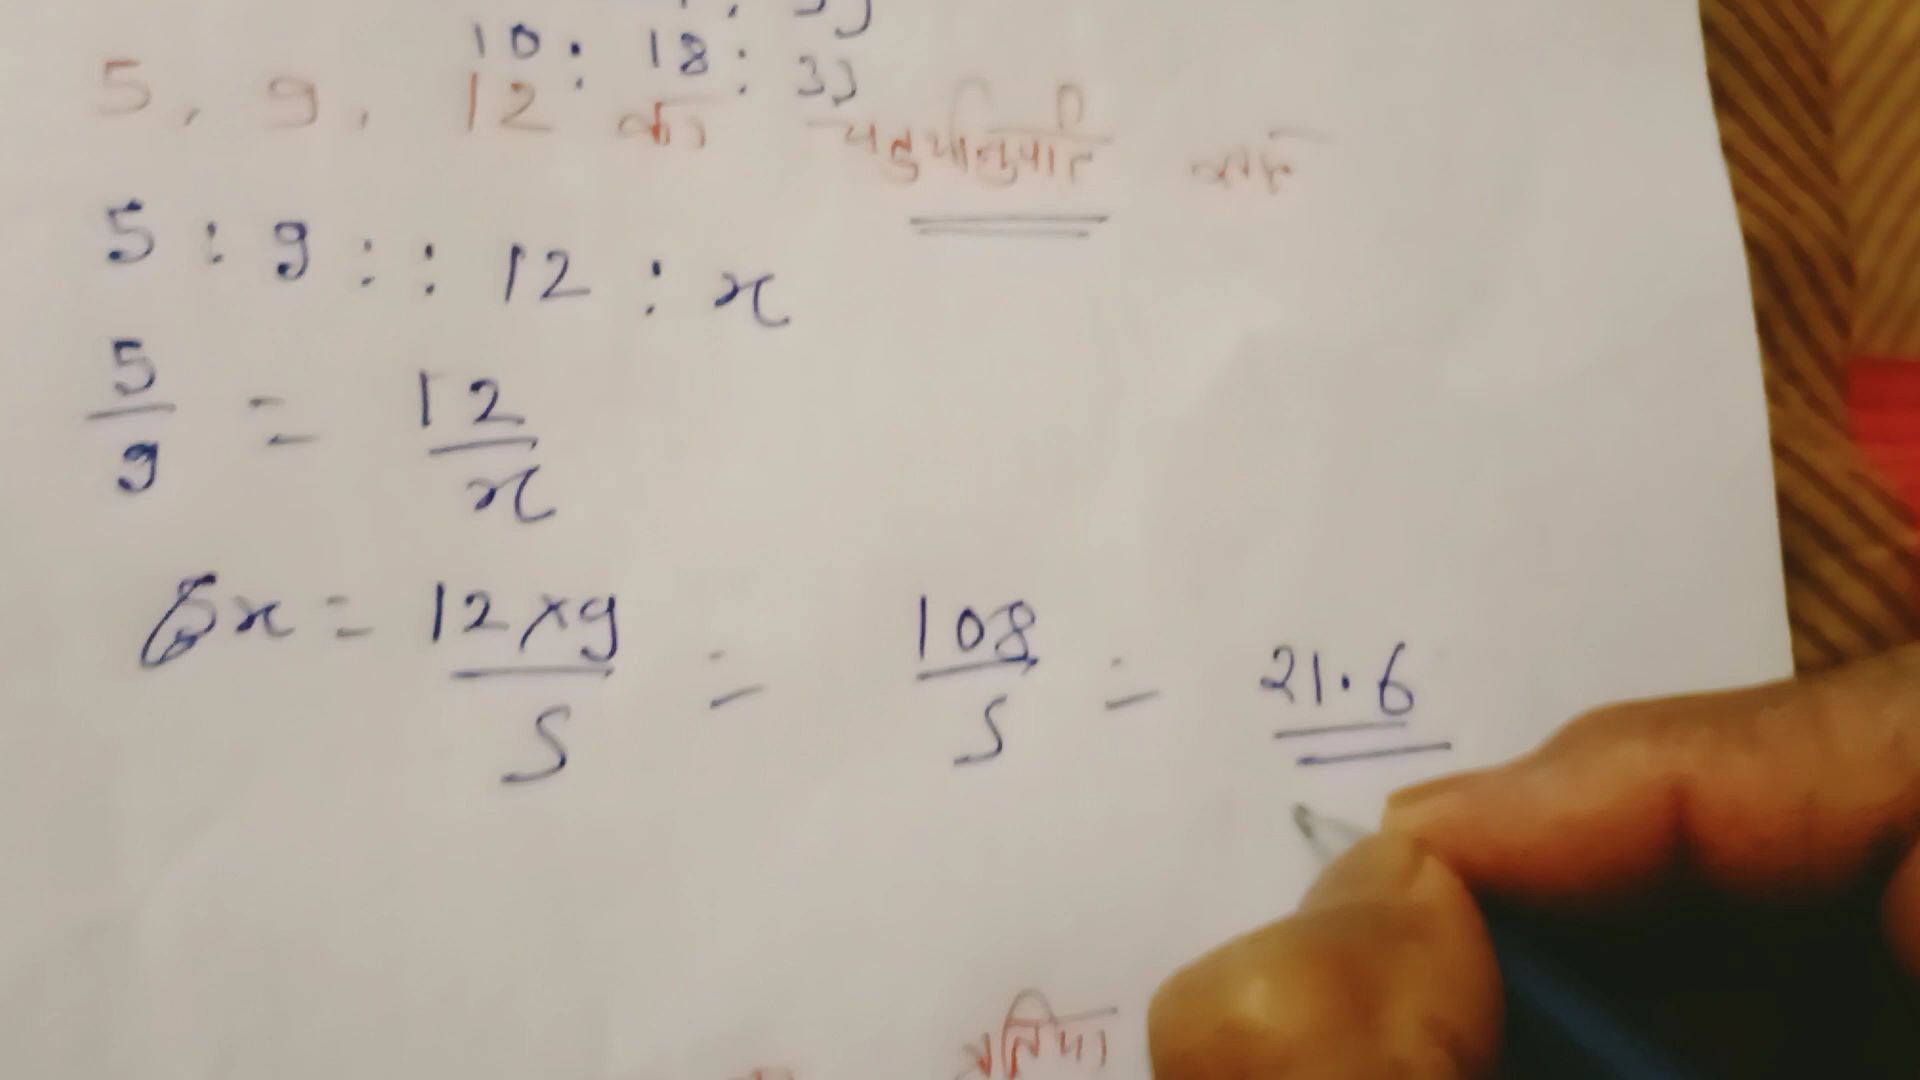 10 : 18 : 33
5, 9, 12 का चतुर्थानुपात
5 : 9 :: 12 : x
5/9 = 12/x
5x = 12×9/5 = 108/5 = 21.6